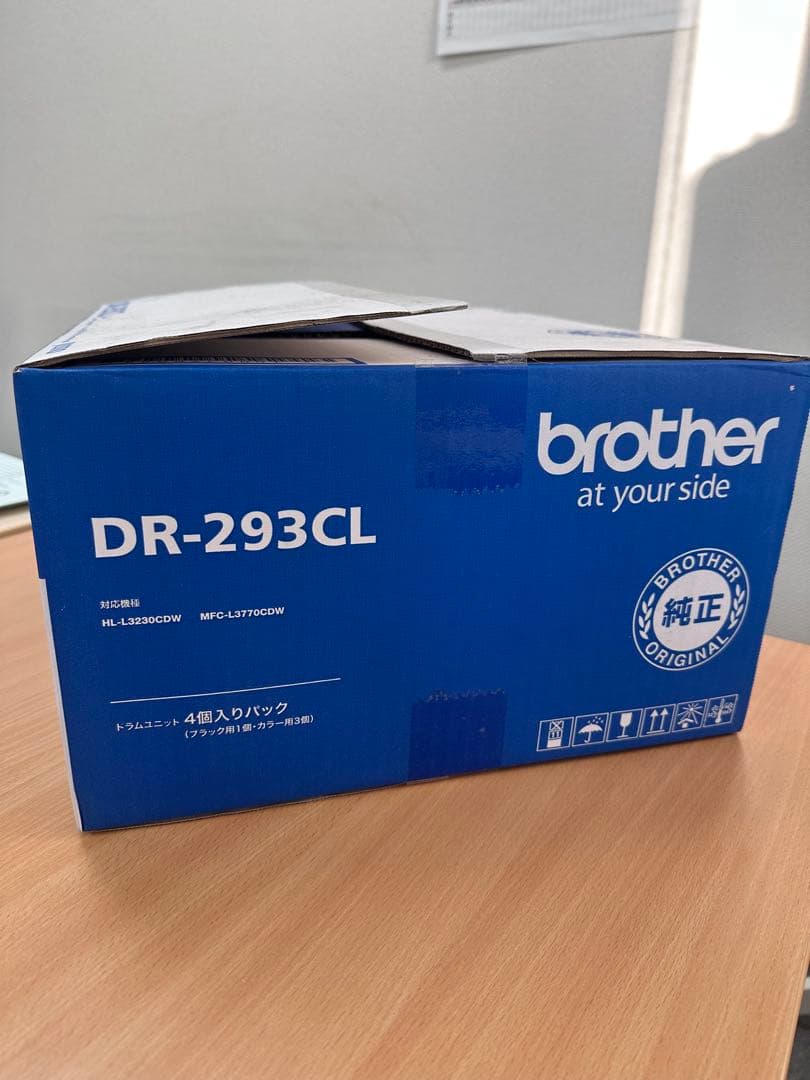 brother
at your side
DR-293CL
対応機種
HL-L3230CDW MFC-L3770CDW
BROTHER
純正
ORIGINAL
ドラムユニット 4個入りパック
(ブラック用1個・カラー用3個)